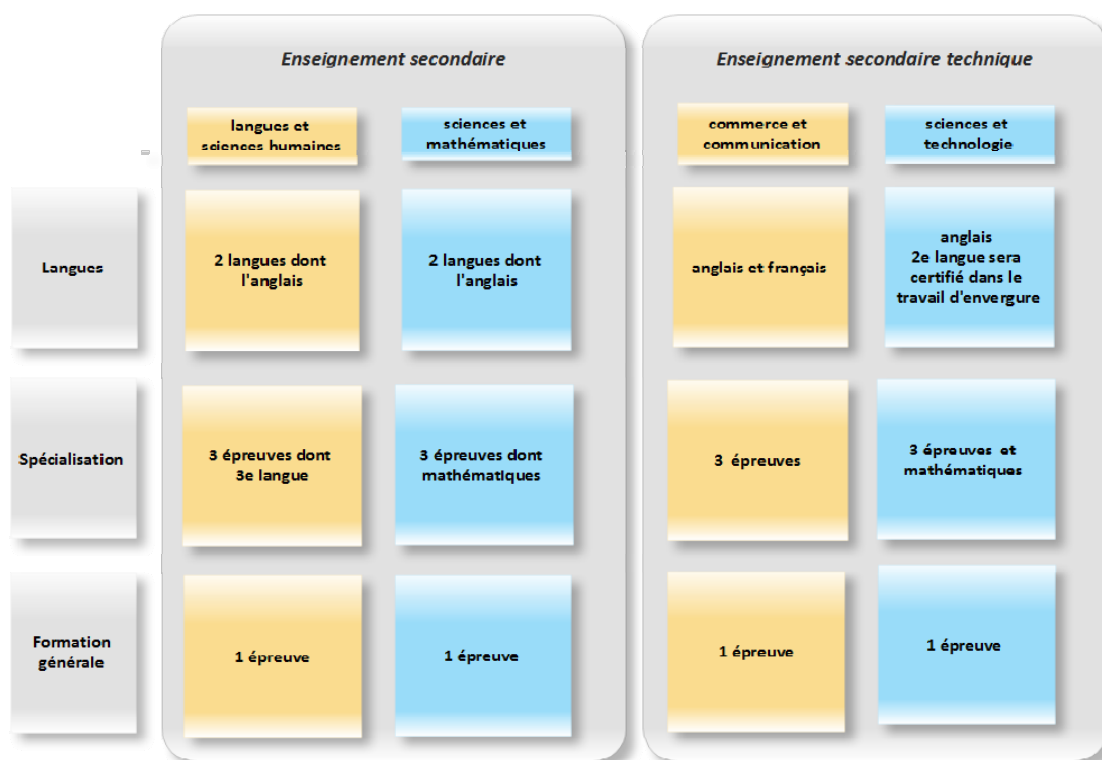 Enseignement secondaire
Enseignement secondaire technique
langues et
sciences humaines
sciences et
mathématiques
commerce et
communication
sciences et
technologie
Langues
2 langues dont
l'anglais
2 langues dont
l'anglais
anglais et français
anglais
2e langue sera
certifié dans le
travail d'envergure
Spécialisation
3 épreuves dont
3e langue
3 épreuves dont
mathématiques
3 épreuves
3 épreuves et
mathématiques
Formation
générale
1 épreuve
1 épreuve
1 épreuve
1 épreuve